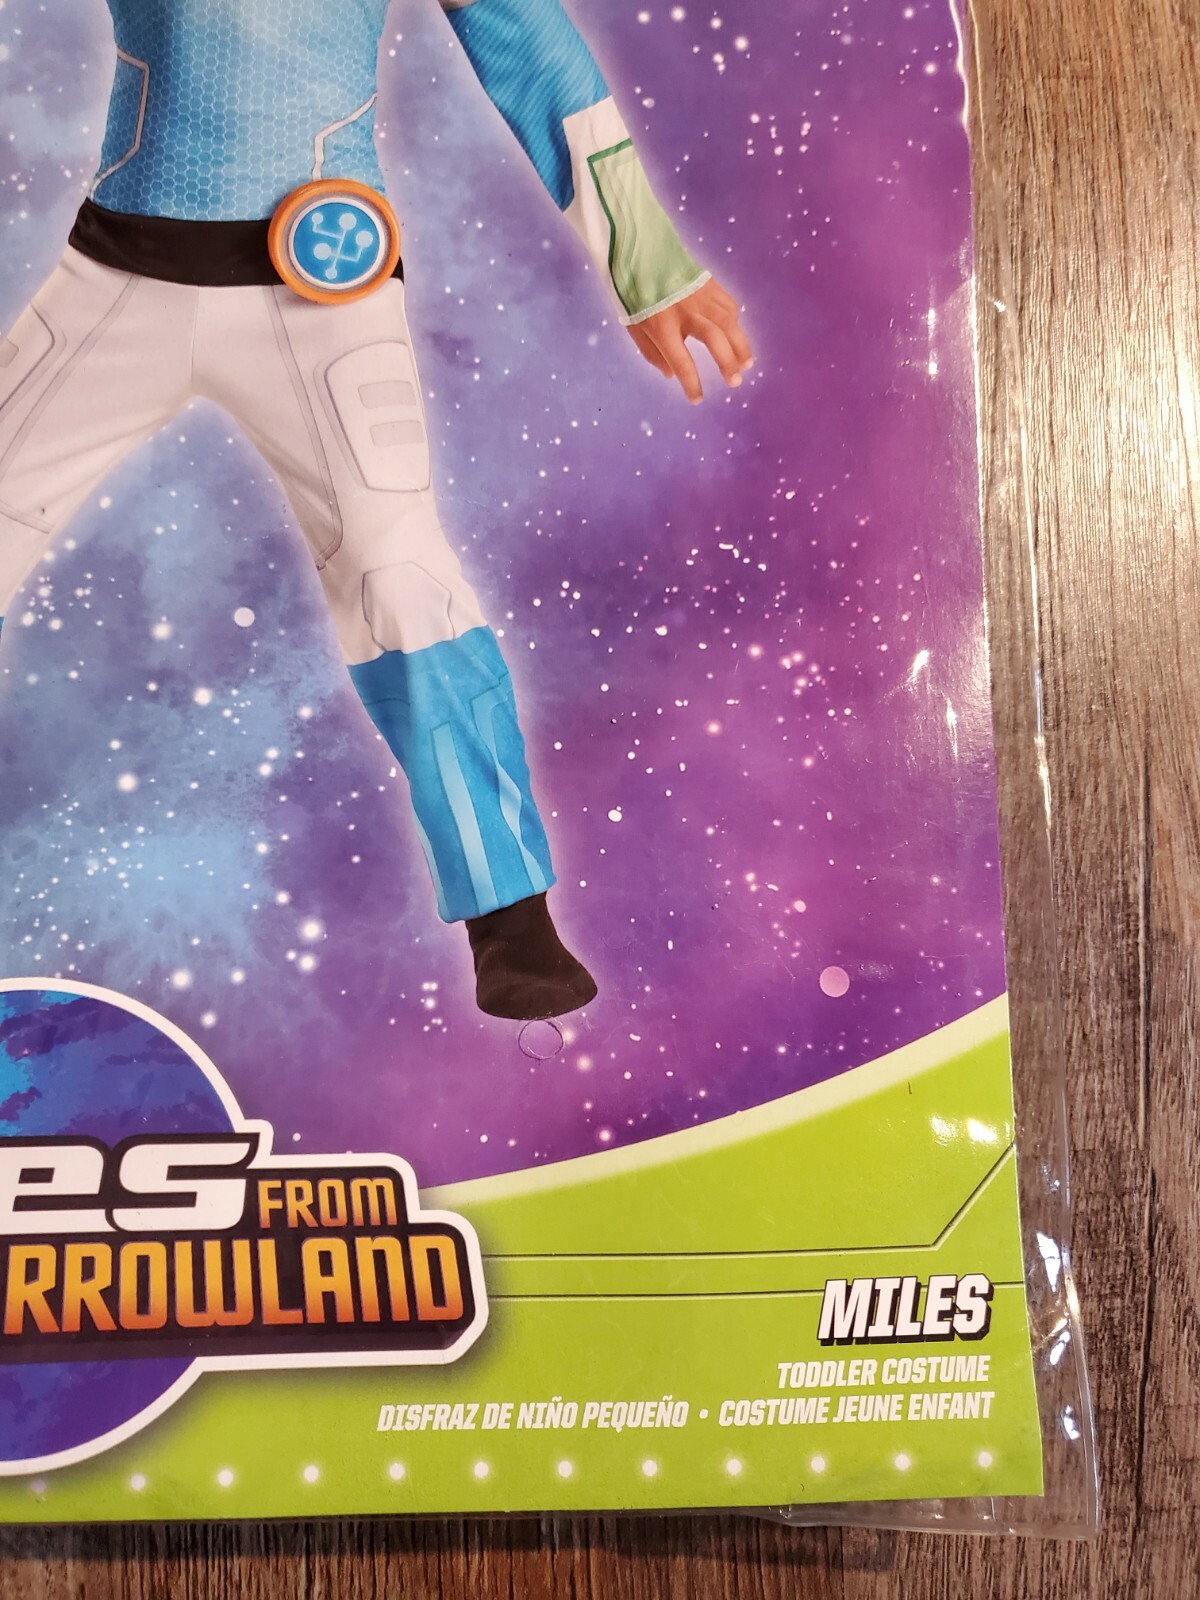 es FROM
RROWLAND
MILES
TODDLER COSTUME
DISFRAZ DE NIÑO PEQUEÑO • COSTUME JEUNE ENFANT